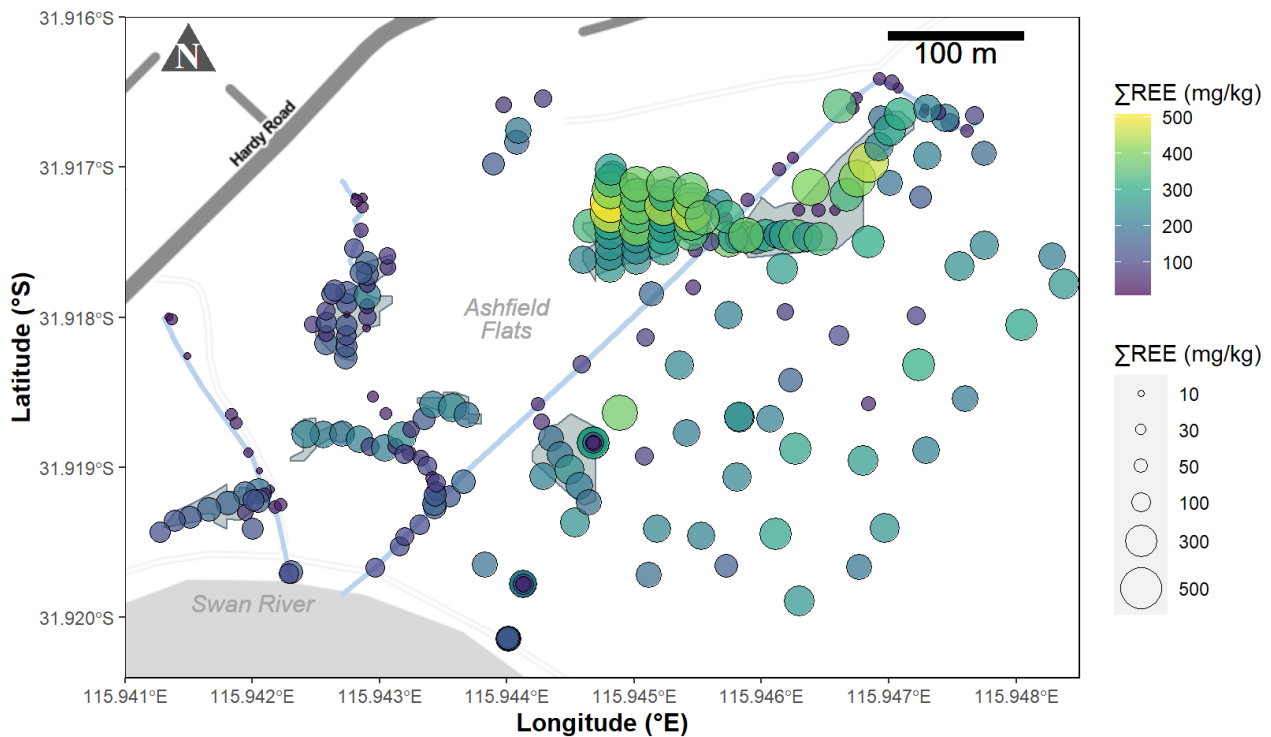 31.916°S
31.917°S
31.918°S
31.919°S
31.920°S
Latitude (°S)
N
Hardy Road
100 m
Ashfield
Flats
Swan River
115.941°E
115.942°E
115.943°E
115.944°E
115.945°E
115.946°E
115.947°E
115.948°E
Longitude (°E)
∑REE (mg/kg)
500
400
300
200
100
∑REE (mg/kg)
10
30
50
100
300
500